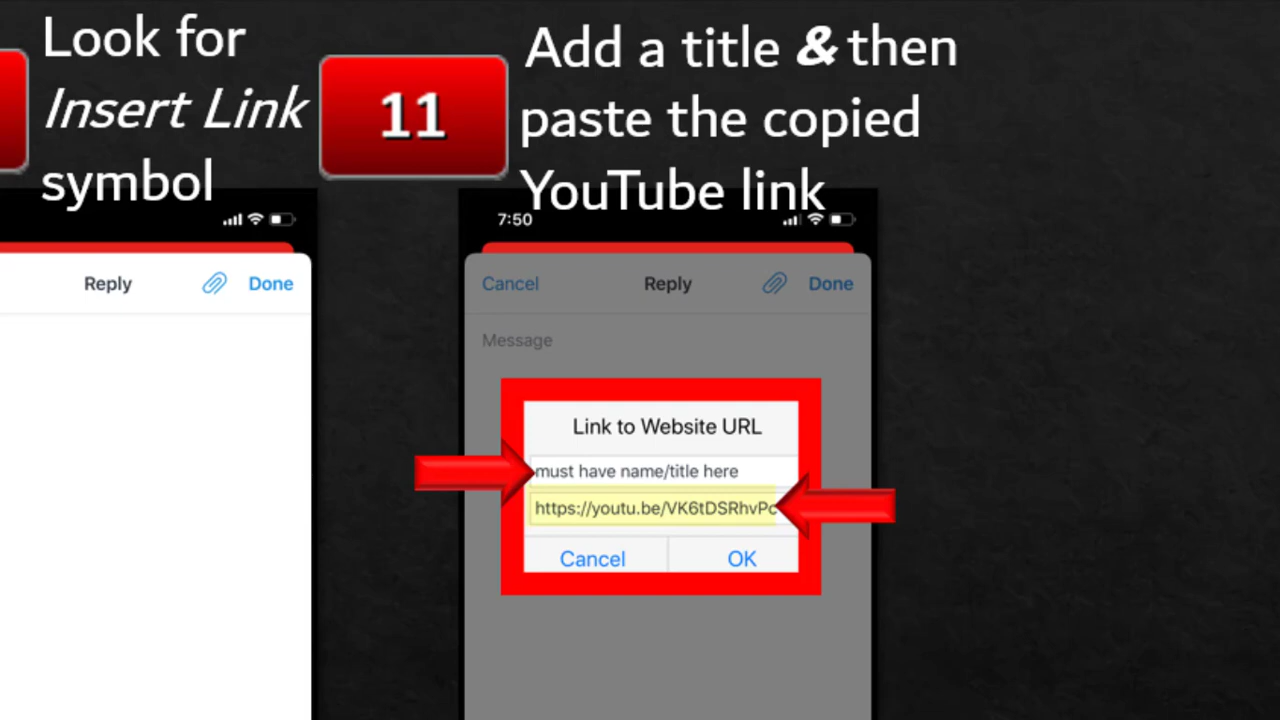 Look for
Insert Link
symbol
11
Add a title & then
paste the copied
YouTube link
Reply
Done
7:50
Cancel
Reply
Done
Message
Link to Website URL
must have name/title here
https://youtu.be/VK6tDSRhvPc
Cancel
OK